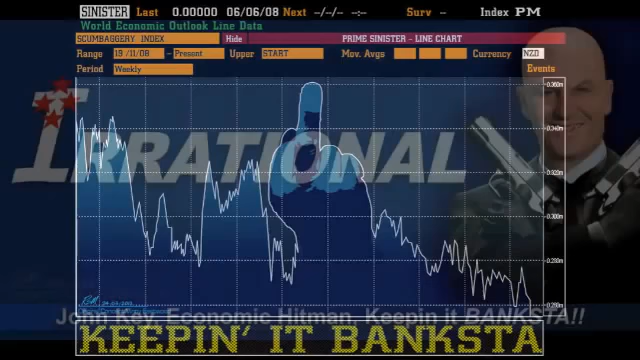 SINISTER Last 0.00000 06/06/08 Next -/--/-- --:-- Surv - Index PM
World Economic Outlook Line Data
SCUMBAGGERY INDEX Hide PRIME SINISTER - LINE CHART
Range 19/11/08 - Present Upper START Mov. Avgs Currency NZD
Period Weekly Events
0.360m
0.340m
IRRATIONAL
0.320m
0.300m
0.280m
John Key, Economic Hitman. Keepin it BANKSTA!!
KEEPIN' IT BANKSTA